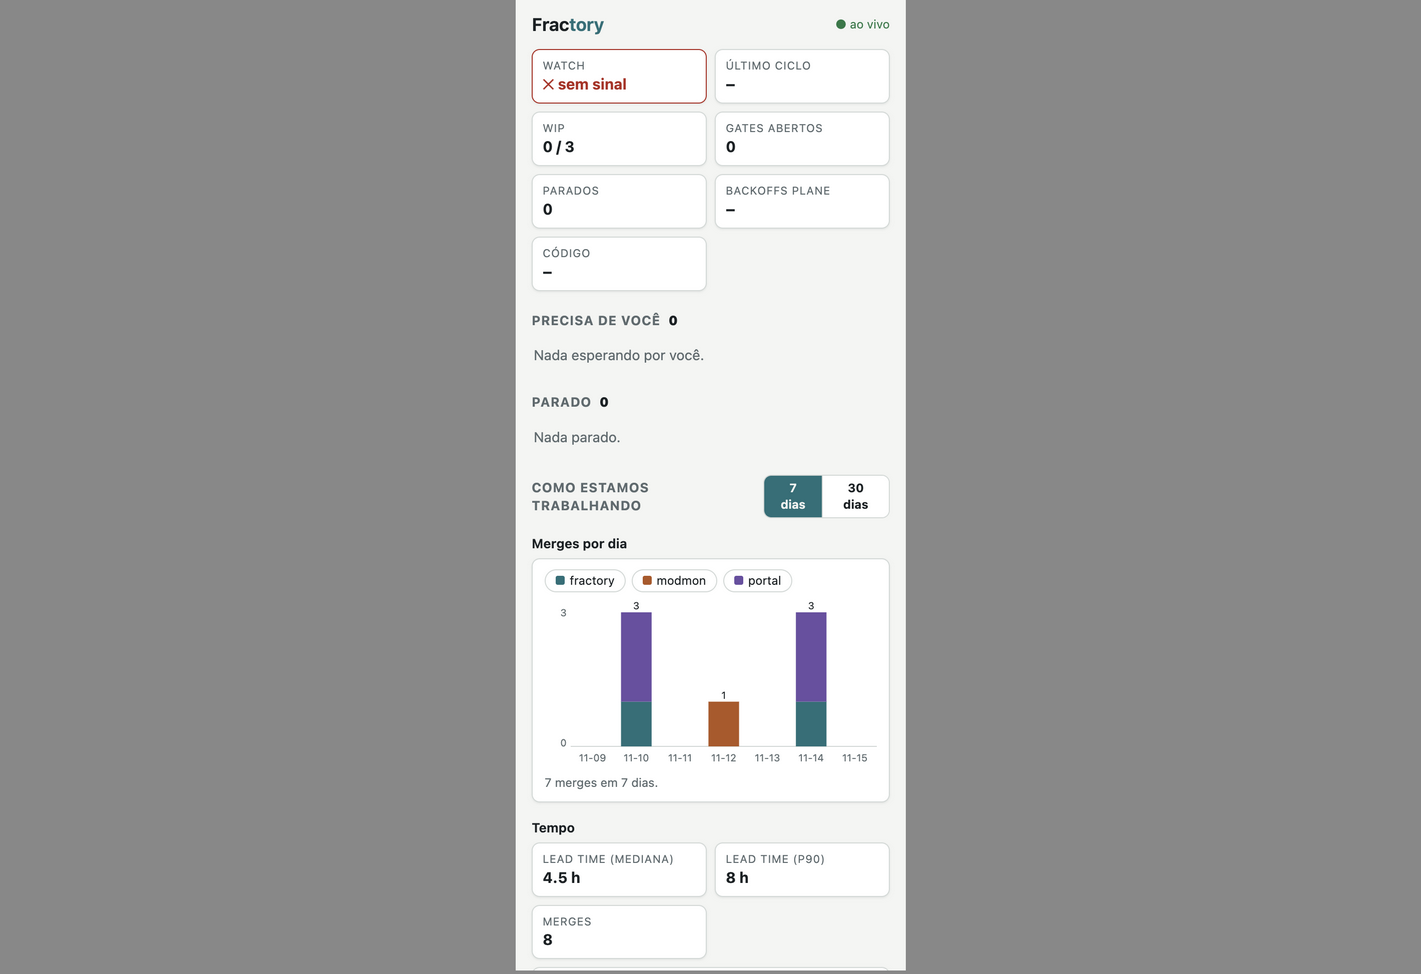 Fractory
ao vivo
WATCH
sem sinal
ÚLTIMO CICLO
–
WIP
0 / 3
GATES ABERTOS
0
PARADOS
0
BACKOFFS PLANE
–
CÓDIGO
–
PRECISA DE VOCÊ 0
Nada esperando por você.
PARADO 0
Nada parado.
COMO ESTAMOS
TRABALHANDO
7
dias
30
dias
Merges por dia
fractory
modmon
portal
3
3
3
1
0
11-09 11-10 11-11 11-12 11-13 11-14 11-15
7 merges em 7 dias.
Tempo
LEAD TIME (MEDIANA)
4.5 h
LEAD TIME (P90)
8 h
MERGES
8